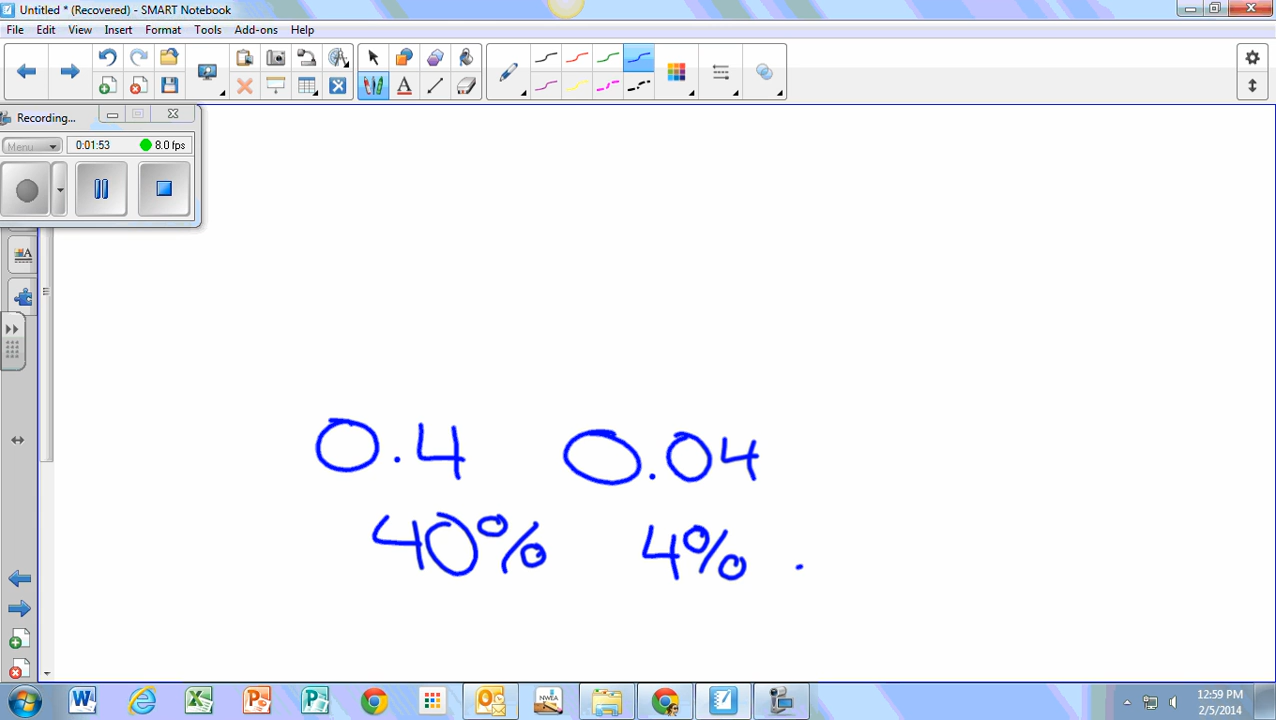 Untitled * (Recovered) - SMART Notebook
File Edit View Insert Format Tools Add-ons Help
Recording...
Menu 0:01:53 8.0 fps
0.4 0.04
40% 4% .
12:59 PM
2/5/2014